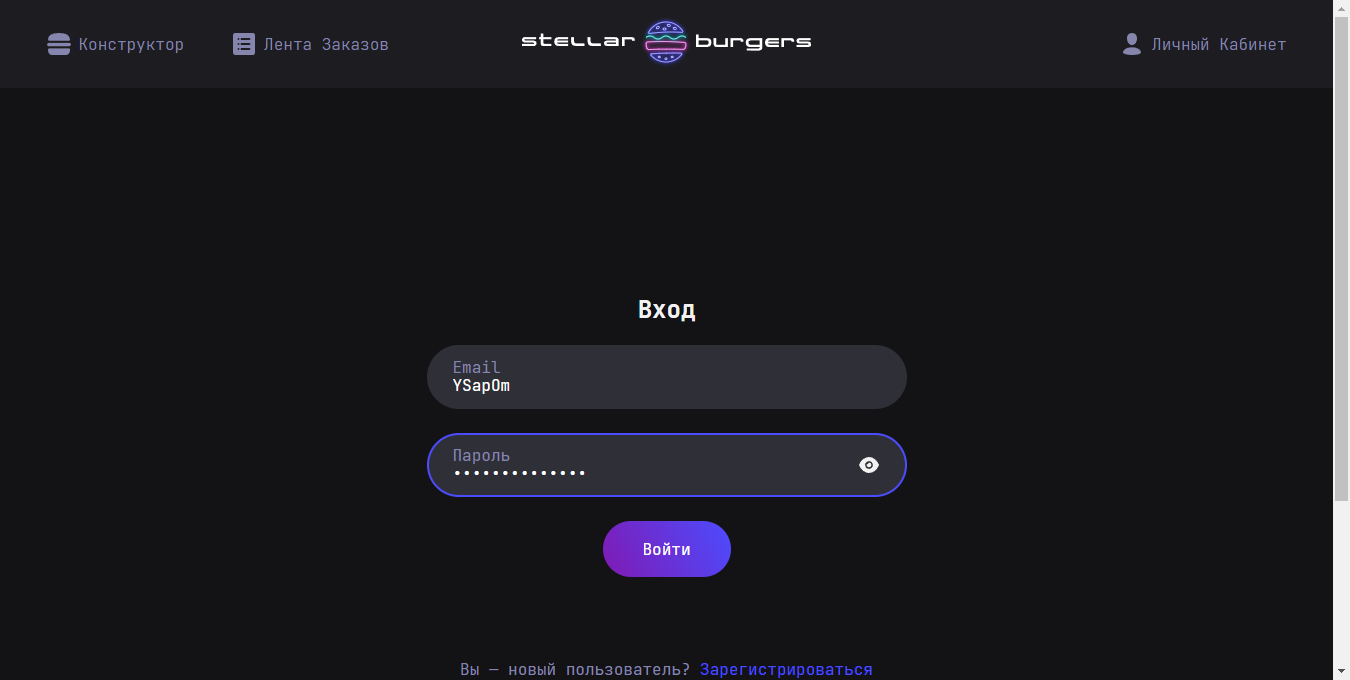 Конструктор
Лента Заказов
stellar burgers
Личный Кабинет
Вход
Email
YSapOm
Пароль
••••••••••••••
Войти
Вы — новый пользователь? Зарегистрироваться